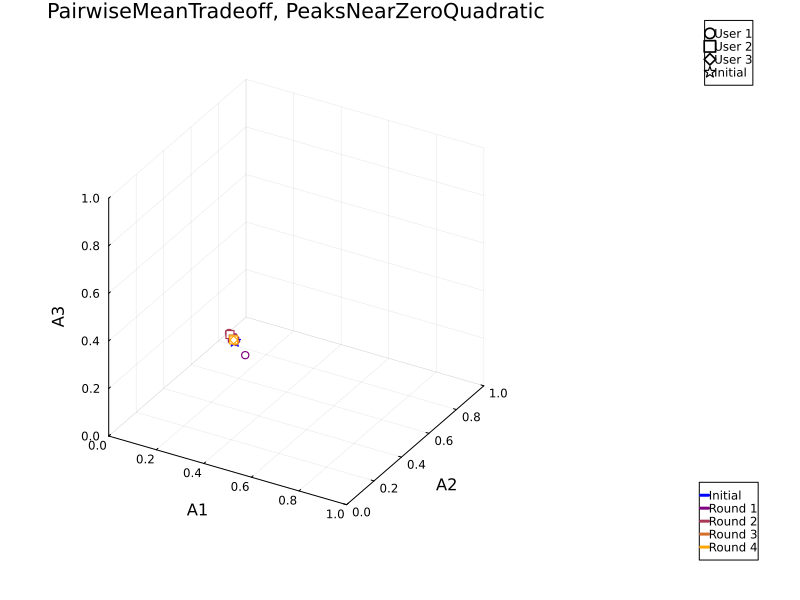 PairwiseMeanTradeoff, PeaksNearZeroQuadratic
User 1
User 2
User 3
Initial
1.0
0.8
0.6
0.4
0.2
0.0
A3
0.0
0.2
0.4
0.6
0.8
1.0
A1
0.0
0.2
0.4
0.6
0.8
1.0
A2
Initial
Round 1
Round 2
Round 3
Round 4